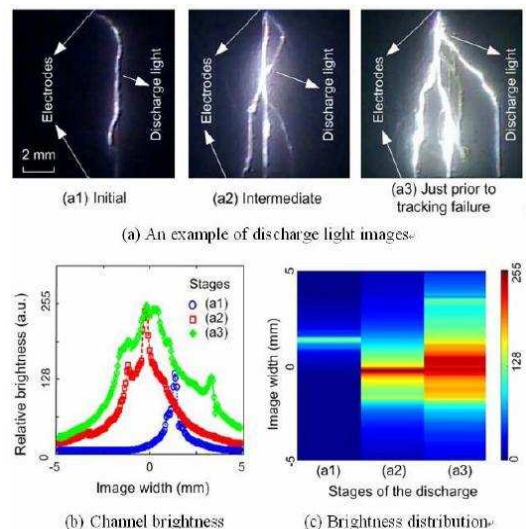 Electrodes
Discharge light
2 mm
Electrodes
Discharge light
Electrodes
Discharge light
(a1) Initial
(a2) Intermediate
(a3) Just prior to
tracking failure
(a) An example of discharge light images
Relative brightness (a.u.)
255
128
0
Stages
(a1)
(a2)
(a3)
-5
0
5
Image width (mm)
(b) Channel brightness
Image width (mm)
5
0
-5
(a1)
(a2)
(a3)
Stages of the discharge
265
128
0
(c) Brightness distribution